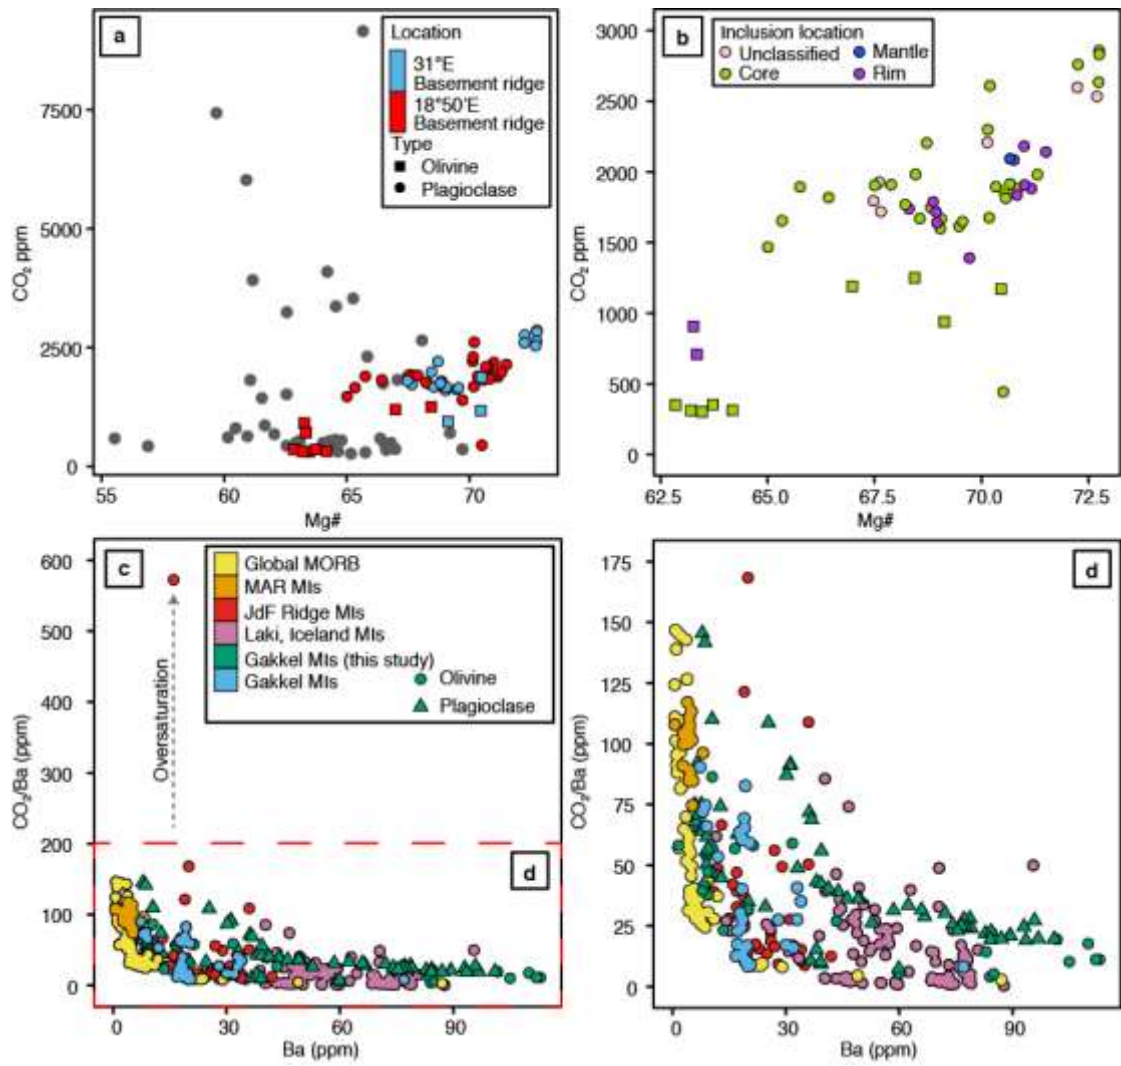 a
Location
31°E
Basement ridge
18°50'E
Basement ridge
Type
Olivine
Plagioclase
CO₂ ppm
7500
5000
2500
0
55
60
65
70
Mg#
b
Inclusion location
Unclassified
Mantle
Core
Rim
CO₂ ppm
3000
2500
2000
1500
1000
500
0
62.5
65.0
67.5
70.0
72.5
Mg#
c
Global MORB
MAR MIs
JdF Ridge MIs
Laki, Iceland MIs
Gakkel MIs (this study)
Gakkel MIs
Olivine
Plagioclase
Oversaturation
d
CO₂/Ba (ppm)
600
500
400
300
200
100
0
0
30
60
90
Ba (ppm)
d
CO₂/Ba (ppm)
175
150
125
100
75
50
25
0
0
30
60
90
Ba (ppm)